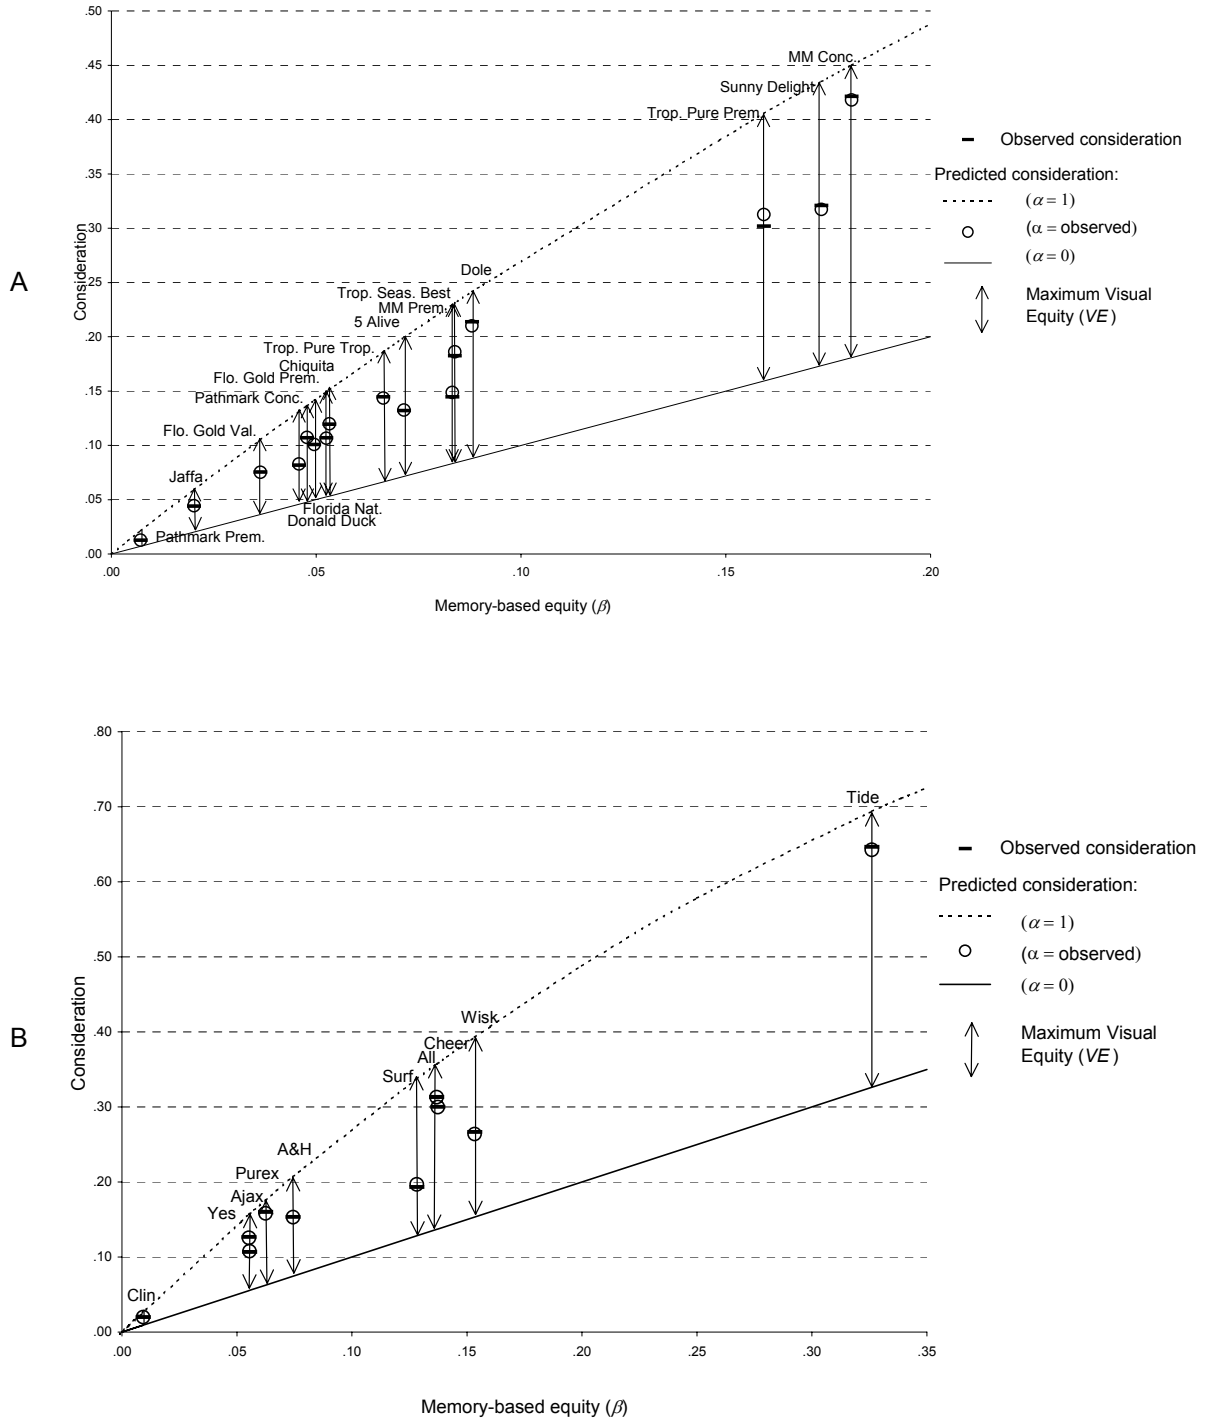 A
Consideration
.50
.45
.40
.35
.30
.25
.20
.15
.10
.05
.00
MM Conc.
Sunny Delight
Trop. Pure Prem.
Dole
Trop. Seas. Best
MM Prem.
5 Alive
Trop. Pure Trop.
Chiquita
Flo. Gold Prem.
Pathmark Conc.
Flo. Gold Val.
Jaffa
Florida Nat.
Donald Duck
Pathmark Prem.
.00 .05 .10 .15 .20
Memory-based equity (β)
Observed consideration
Predicted consideration:
(α = 1)
(α = observed)
(α = 0)
Maximum Visual
Equity (VE)
B
Consideration
.80
.70
.60
.50
.40
.30
.20
.10
.00
Tide
Wisk
Cheer
All
Surf
A&H
Purex
Ajax
Yes
Clin
.00 .05 .10 .15 .20 .25 .30 .35
Memory-based equity (β)
Observed consideration
Predicted consideration:
(α = 1)
(α = observed)
(α = 0)
Maximum Visual
Equity (VE)